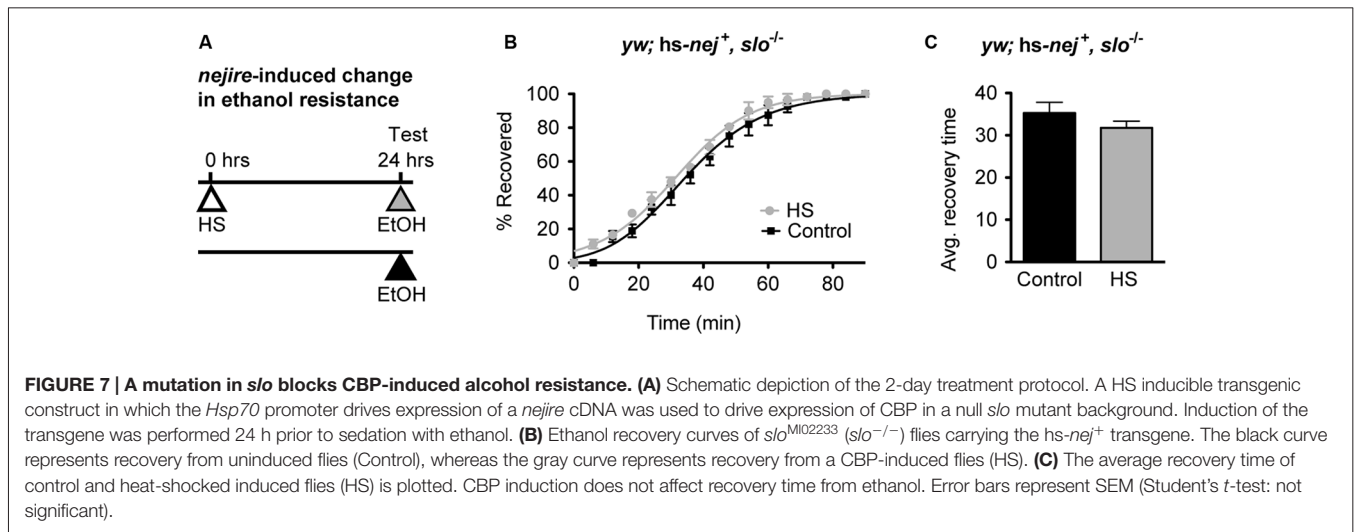 A
nejire-induced change
in ethanol resistance
Test
0 hrs
24 hrs
HS
EtOH
EtOH
B
yw; hs-nej+, slo-/-
100
80
60
40
20
0
% Recovered
HS
Control
0
20
40
60
80
Time (min)
C
yw; hs-nej+, slo-/-
40
30
20
10
0
Avg. recovery time
Control
HS
FIGURE 7 | A mutation in slo blocks CBP-induced alcohol resistance. (A) Schematic depiction of the 2-day treatment protocol. A HS inducible transgenic
construct in which the Hsp70 promoter drives expression of a nejire cDNA was used to drive expression of CBP in a null slo mutant background. Induction of the
transgene was performed 24 h prior to sedation with ethanol. (B) Ethanol recovery curves of slo^MI02233 (slo−/−) flies carrying the hs-nej+ transgene. The black curve
represents recovery from uninduced flies (Control), whereas the gray curve represents recovery from a CBP-induced flies (HS). (C) The average recovery time of
control and heat-shocked induced flies (HS) is plotted. CBP induction does not affect recovery time from ethanol. Error bars represent SEM (Student's t-test: not
significant).